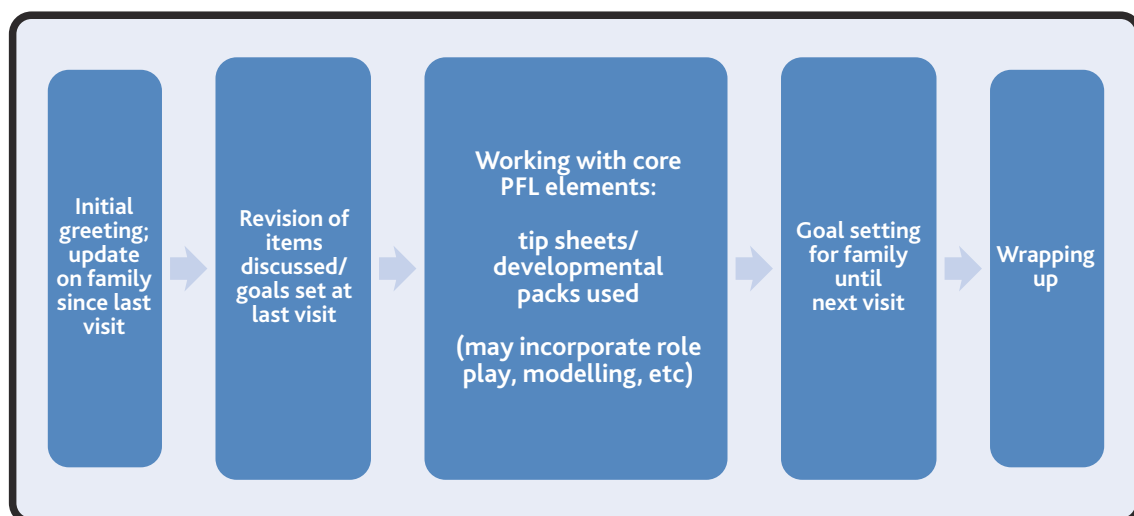 Initial
greeting;
update
on family
since last
visit
Revision of
items
discussed/
goals set at
last visit
Working with core
PFL elements:
tip sheets/
developmental
packs used
(may incorporate role
play, modelling, etc)
Goal setting
for family
until
next visit
Wrapping
up